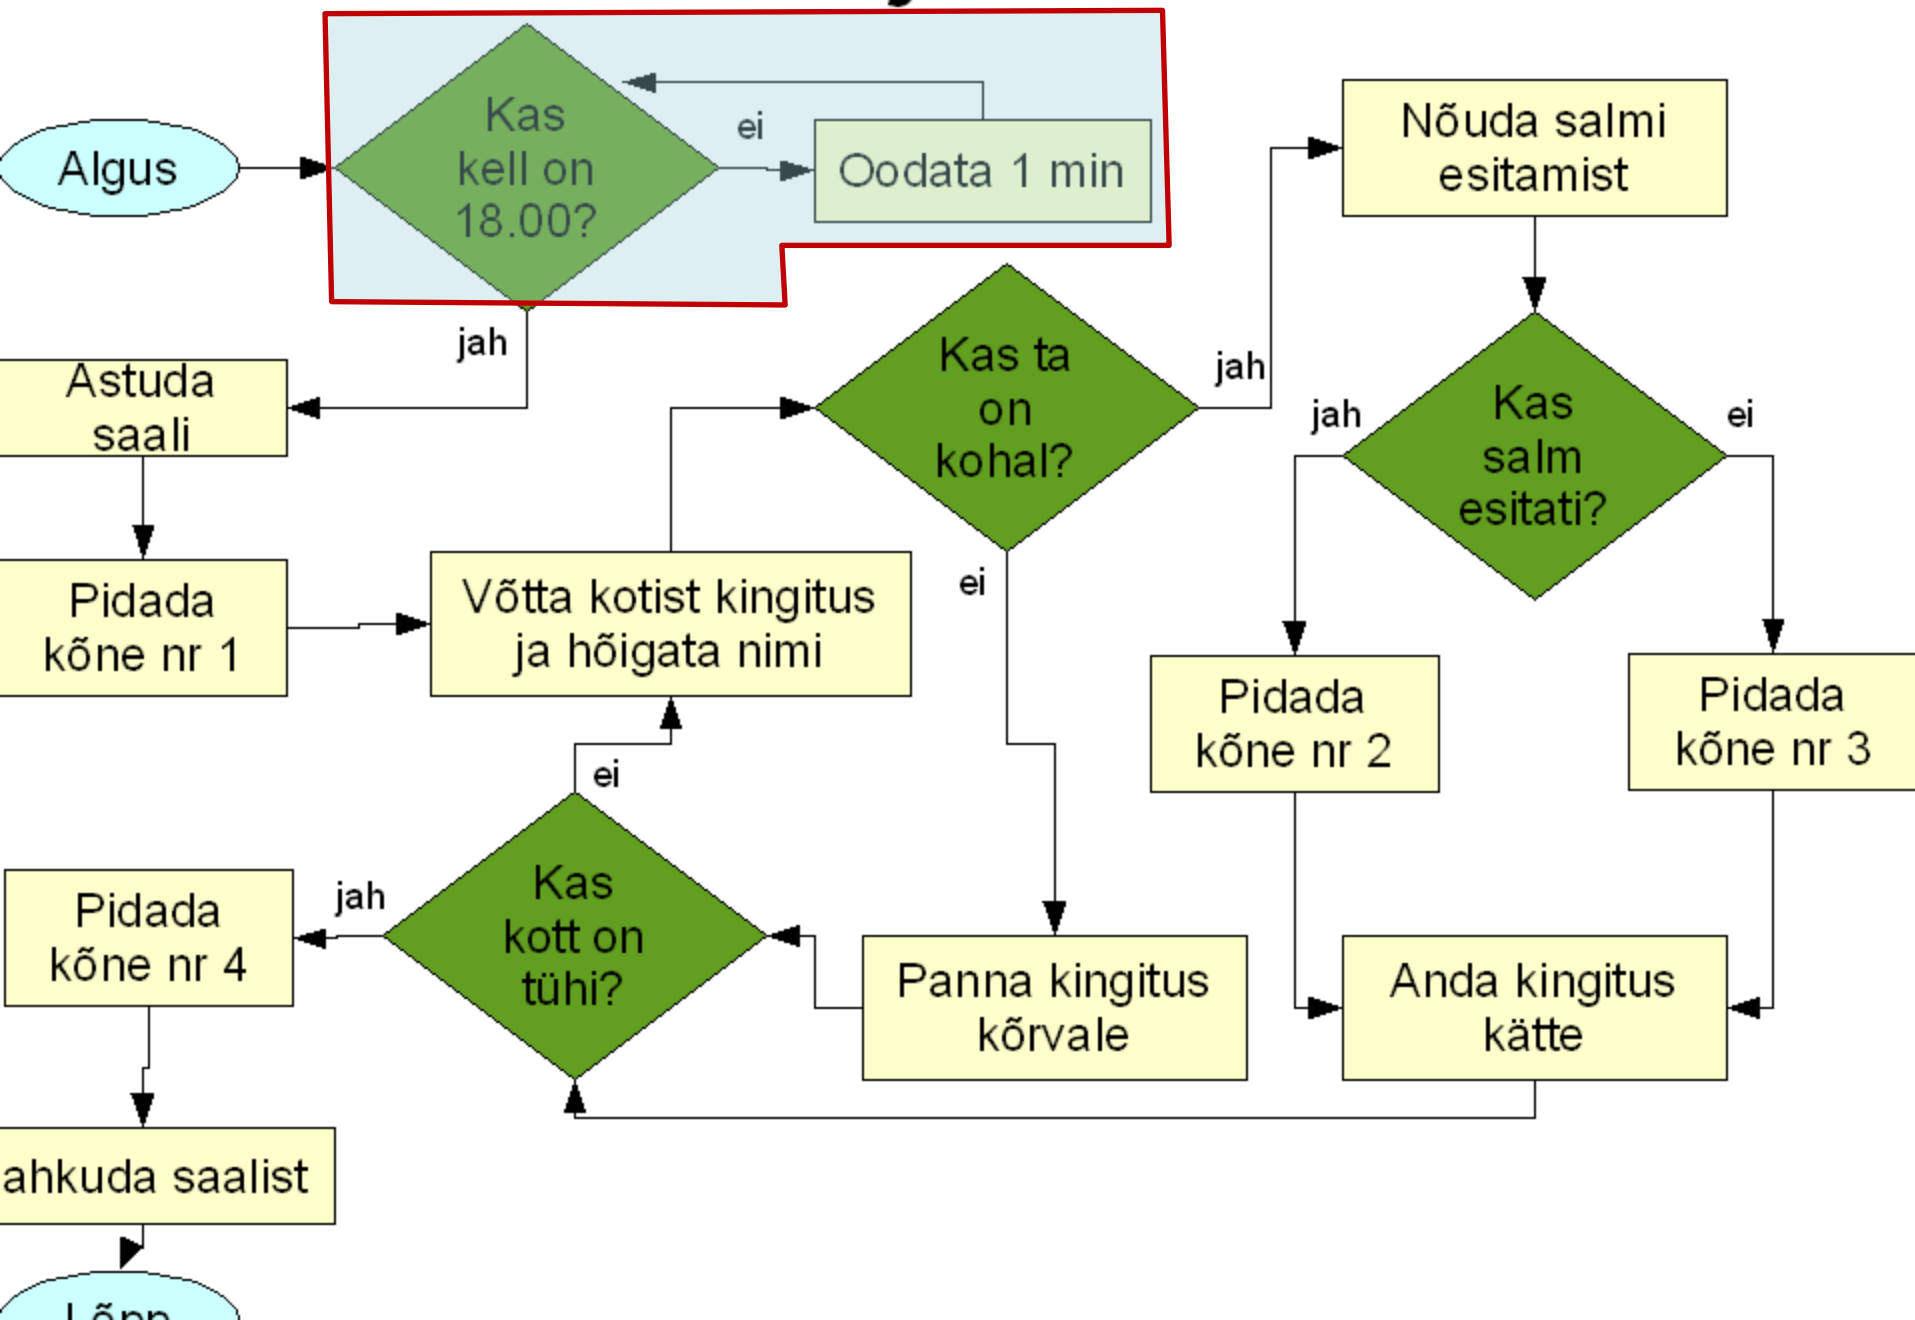 Algus
Kas
kell on
18.00?
ei
Oodata 1 min
jah
Astuda
saali
Pidada
kõne nr 1
Võtta kotist kingitus
ja hõigata nimi
Kas ta
on
kohal?
jah
ei
Nõuda salmi
esitamist
Kas
salm
esitati?
jah
ei
Pidada
kõne nr 2
Pidada
kõne nr 3
Anda kingitus
kätte
Panna kingitus
kõrvale
Kas
kott on
tühi?
ei
jah
Pidada
kõne nr 4
ahkuda saalist
Lõpp